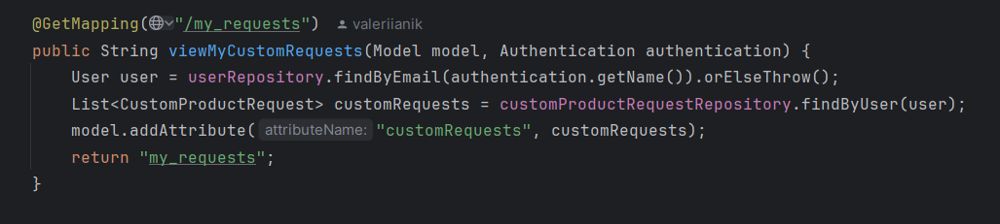 @GetMapping("/my_requests") valeriianik
public String viewMyCustomRequests(Model model, Authentication authentication) {
    User user = userRepository.findByEmail(authentication.getName()).orElseThrow();
    List<CustomProductRequest> customRequests = customProductRequestRepository.findByUser(user);
    model.addAttribute( attributeName: "customRequests", customRequests);
    return "my_requests";
}